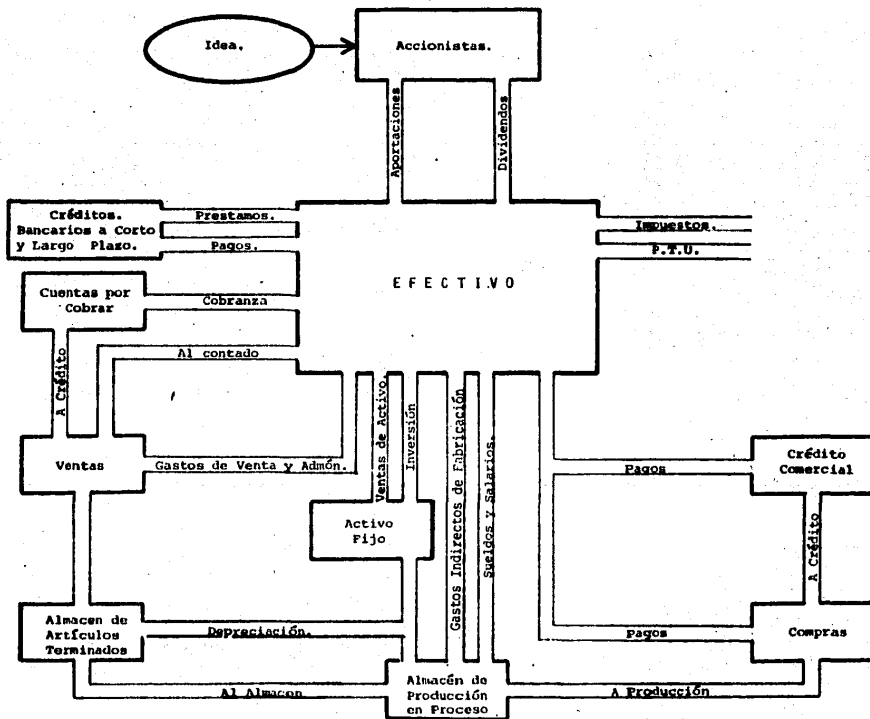 Idea.
Accionistas.
Aportaciones
Dividendos
Créditos.
Bancarios a Corto
y Largo Plazo.
Prestamos.
Pagos.
Impuestos.
P.T.U.
EFECTIVO
Cuentas por
Cobrar
Cobranza
Al contado
A Crédito
Ventas
Gastos de Venta y Admón.
Ventas de Activo.
Inversión
Gastos Indirectos de Fabricación
Sueldos y Salarios.
Pagos
Crédito
Comercial
Activo
Fijo
A Crédito
Almacen de
Artículos
Terminados
Depreciación.
Pagos
Compras
Al Almacen
Almacén de
Producción
en Proceso
A Producción